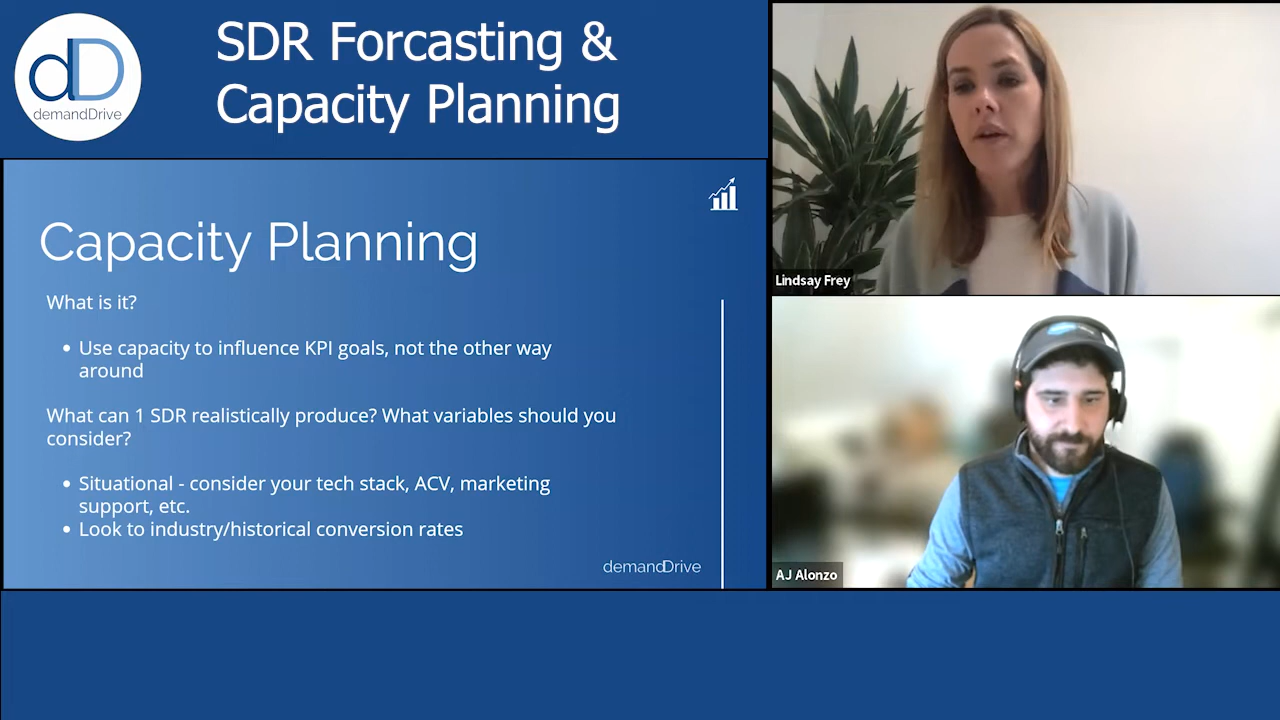 dD
demandDrive
SDR Forcasting &
Capacity Planning
Capacity Planning
What is it?
• Use capacity to influence KPI goals, not the other way
around
What can 1 SDR realistically produce? What variables should you
consider?
• Situational - consider your tech stack, ACV, marketing
support, etc.
• Look to industry/historical conversion rates
demandDrive
Lindsay Frey
AJ Alonzo